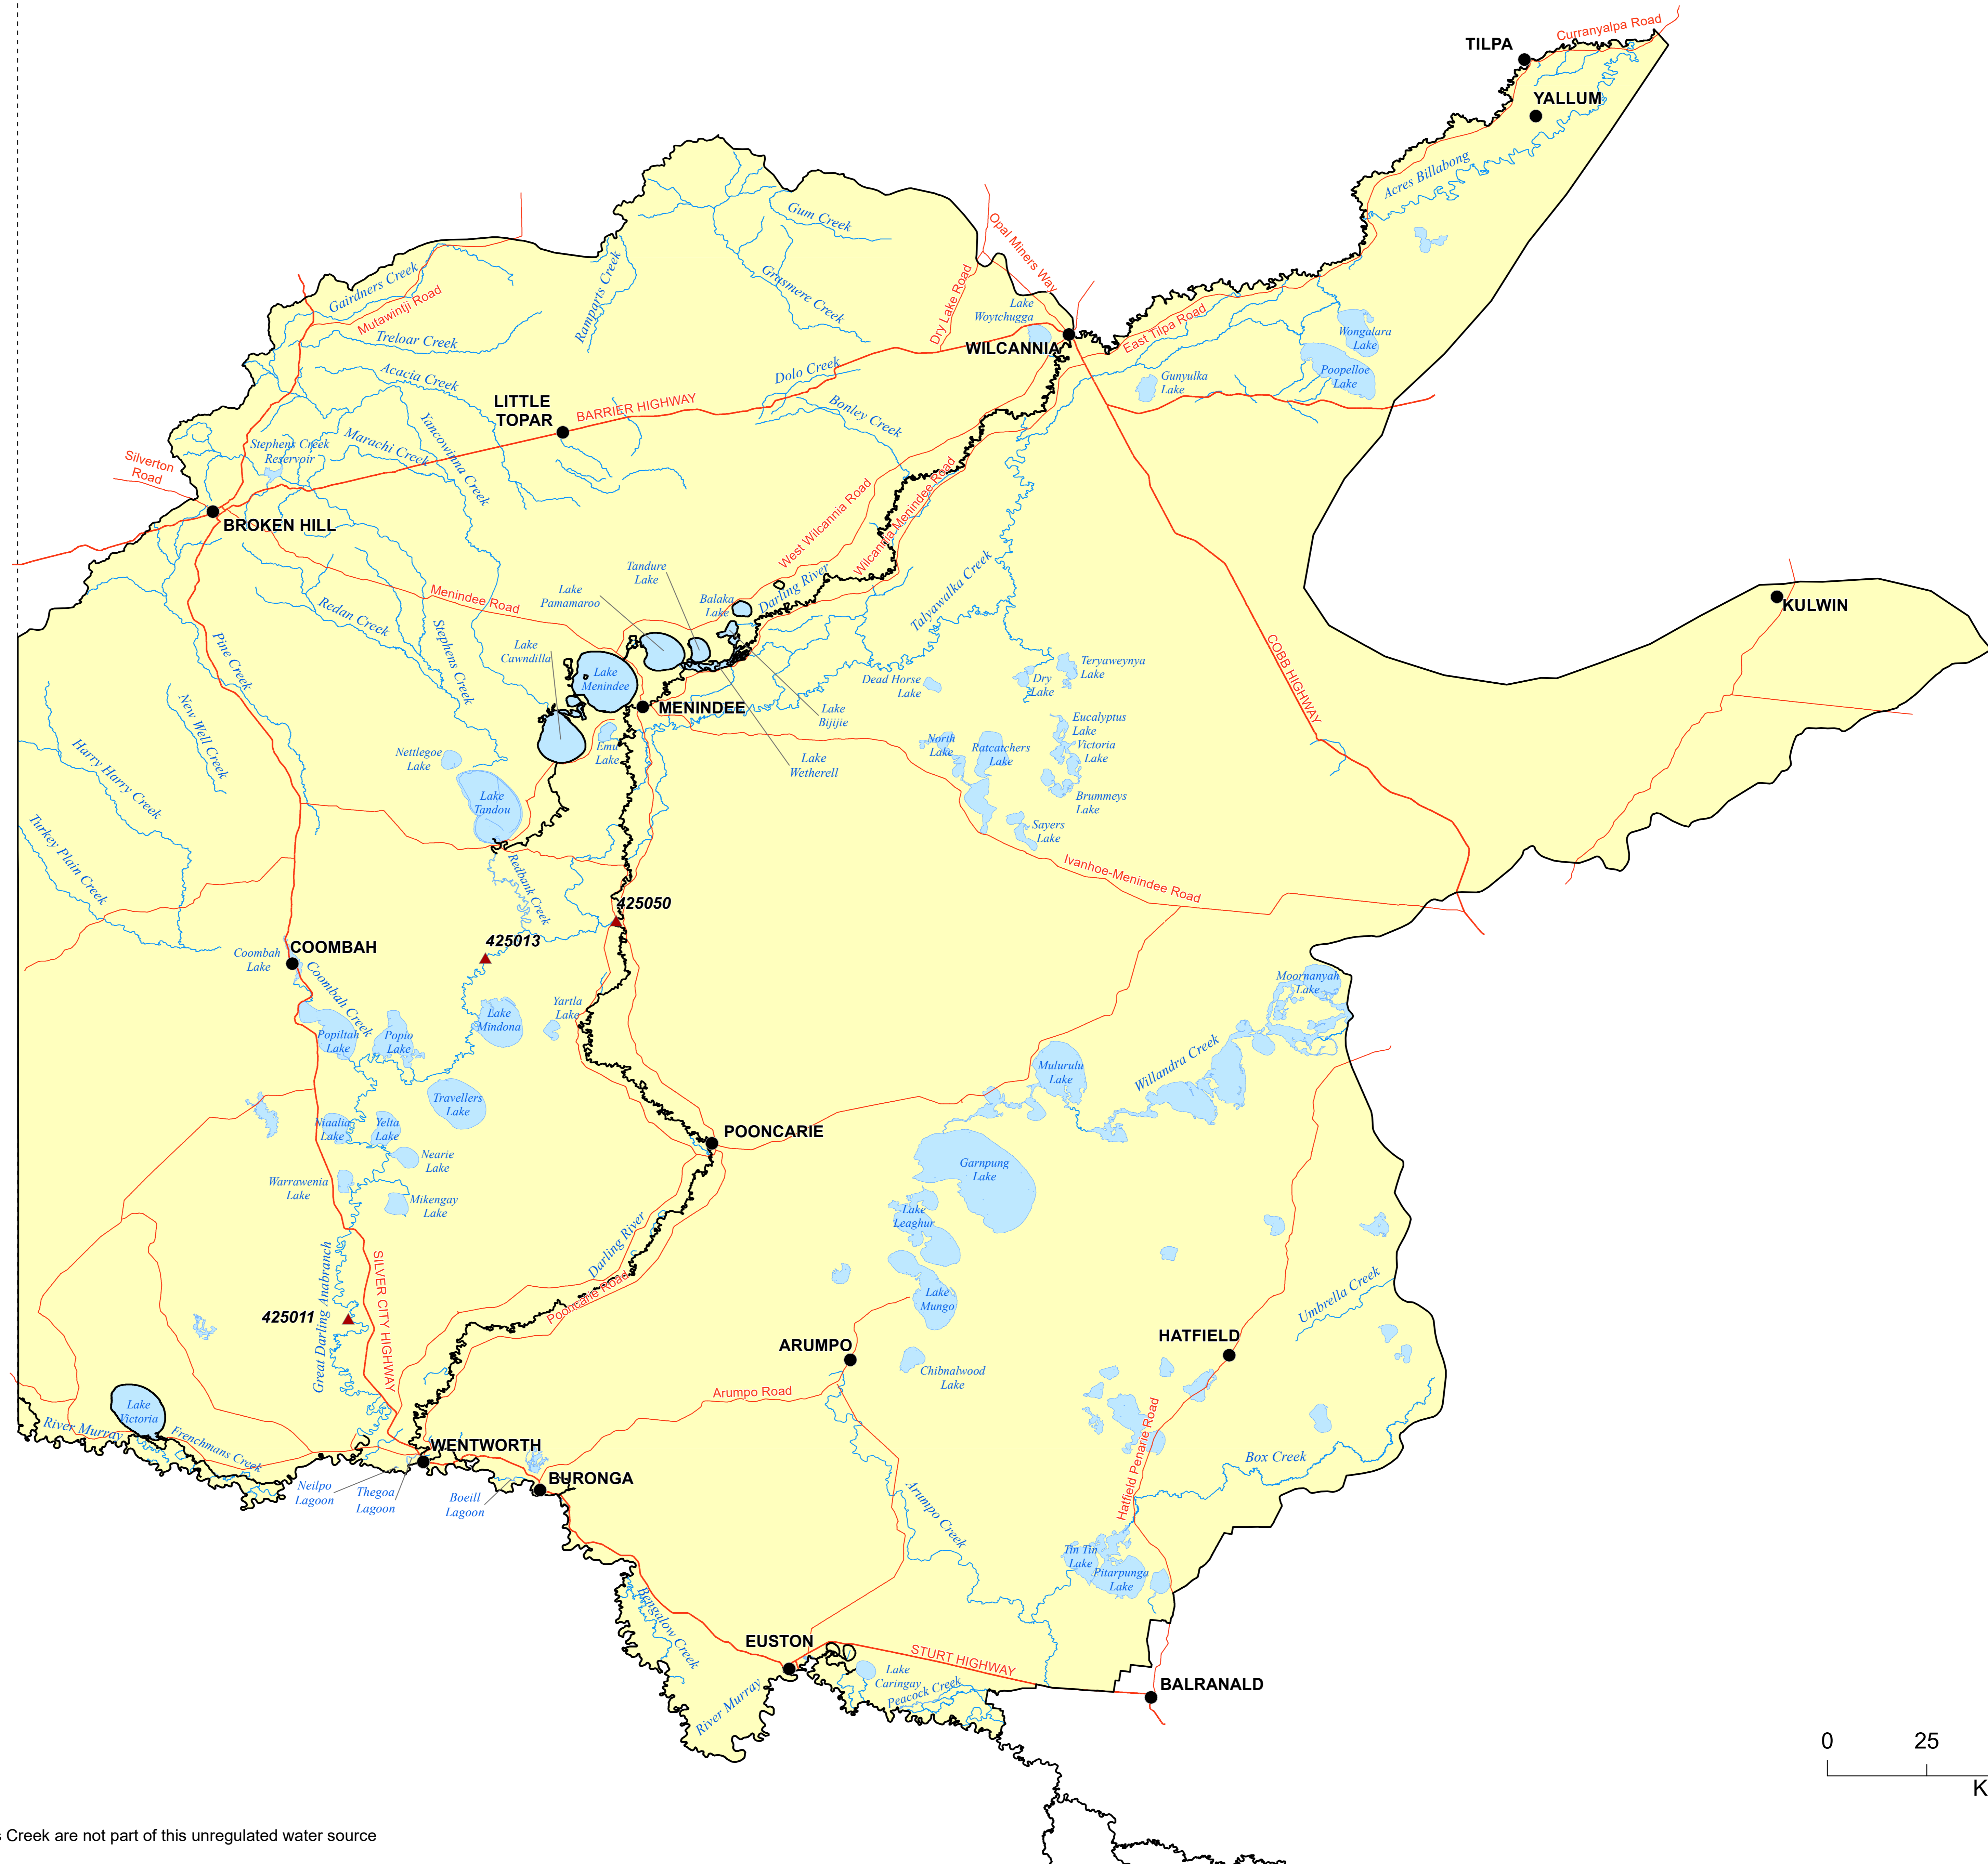 Curranyalpa Road
TILPA
YALLUM
Acres Billabong
Gum Creek
Opal Miners Way
Grasmere Creek
Ramparts Creek
Gairdners Creek
Mutawintji Road
Dry Lake Road
Lake
Woytchugga
WILCANNIA
East Tilpa Road
Wongalara
Lake
Poopelloe
Lake
Gunyulka
Lake
Treloar Creek
Acacia Creek
Dolo Creek
Bonley Creek
LITTLE
TOPAR
BARRIER HIGHWAY
Yancowinna Creek
Marachi Creek
Stephens Creek
Reservoir
Silverton
Road
BROKEN HILL
West Wilcannia Road
Wilcannia Menindee Road
Talyawalka Creek
Menindee Road
Redan Creek
Stephens Creek
Tandure
Lake
Lake
Pamamaroo
Balaka
Lake
Darling River
KULWIN
COBB HIGHWAY
Pine Creek
Lake
Cawndilla
Lake
Menindee
MENINDEE
Dead Horse
Lake
Dry
Lake
Teryaweynya
Lake
Lake
Bijijie
Lake
Wetherell
Emu
Lake
Eucalyptus
Lake
Victoria
Lake
North
Lake
Ratcatchers
Lake
Brummeys
Lake
Sayers
Lake
New Well Creek
Harry Harry Creek
Turkey Plain Creek
Nettlegoe
Lake
Lake
Tandou
Redbank Creek
Ivanhoe-Menindee Road
425050
425013
COOMBAH
Coombah
Lake
Coombah Creek
Popiltah
Lake
Popio
Lake
Lake
Mindona
Yartla
Lake
Moornanyah
Lake
Willandra Creek
Mulurulu
Lake
Travellers
Lake
Niaalia
Lake
Yelta
Lake
Nearie
Lake
Warrawenia
Lake
Mikengay
Lake
POONCARIE
Garnpung
Lake
Lake
Leaghur
Lake
Mungo
Darling River
Pooncarie Road
Great Darling Anabranch
SILVER CITY HIGHWAY
425011
Umbrella Creek
HATFIELD
ARUMPO
Chibnalwood
Lake
Arumpo Road
Hatfield Penarie Road
Box Creek
Lake
Victoria
River Murray
Frenchmans Creek
WENTWORTH
BURONGA
Neilpo
Lagoon
Thegoa
Lagoon
Boeill
Lagoon
Arumpo Creek
Tin Tin
Lake
Pitarpunga
Lake
Bengalow Creek
EUSTON
STURT HIGHWAY
Lake
Caringay
Peacock Creek
River Murray
BALRANALD
0 25
K
s Creek are not part of this unregulated water source